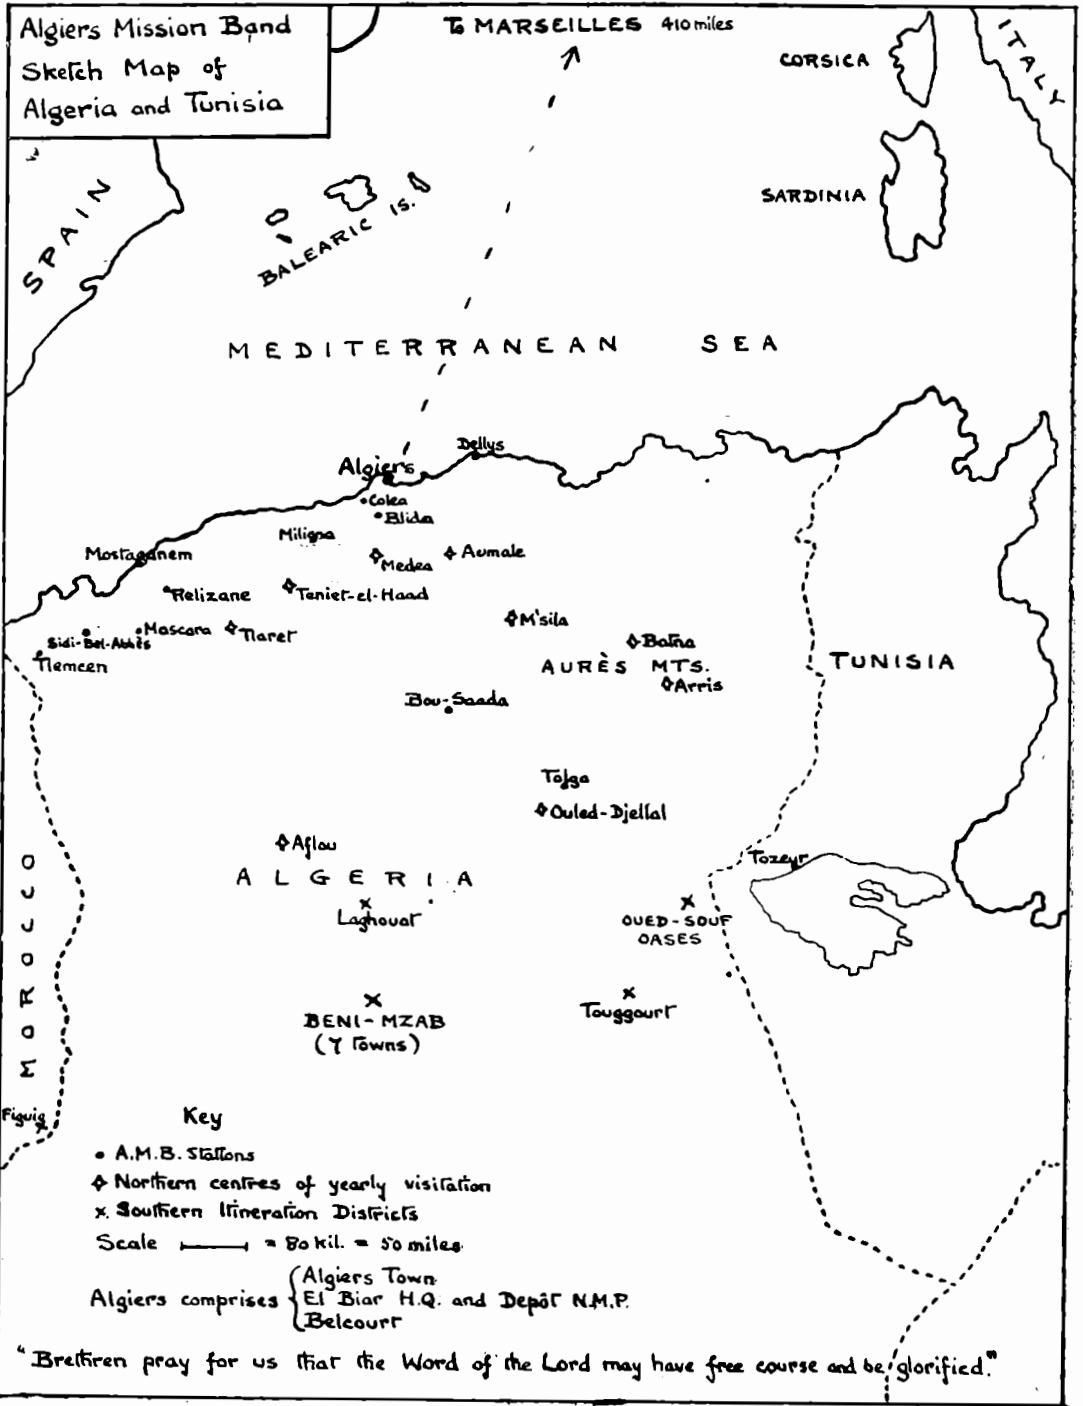 Algiers Mission Band
Sketch Map of
Algeria and Tunisia
To MARSEILLES 410 miles
CORSICA
ITALY
SARDINIA
SPAIN
BALEARIC IS.
MEDITERRANEAN SEA
Dellys
Algiers
Colea
Blida
Miliana
Mostaganem
Medea
Aumale
Relizane
Teniet-el-Haad
M'sila
Mascara
Tiaret
Sidi-Bel-Abbès
Tlemcen
Batna
AURÈS MTS.
Arris
TUNISIA
Bou-Saada
Tolga
Ouled-Djellal
Aflou
Tozeur
ALGERIA
Laghouat
OUED-SOUF
OASES
MOROCCO
BENI-MZAB
(7 Towns)
Touggourt
Figuig
Key
A.M.B. Stations
Northern centres of yearly visitation
x. Southern Itineration Districts
Scale = 80 kil. = 50 miles.
Algiers comprises
Algiers Town
El Biar H.Q. and Depôt N.M.P.
Belcourt
"Brethren pray for us that the Word of the Lord may have free course and be glorified."